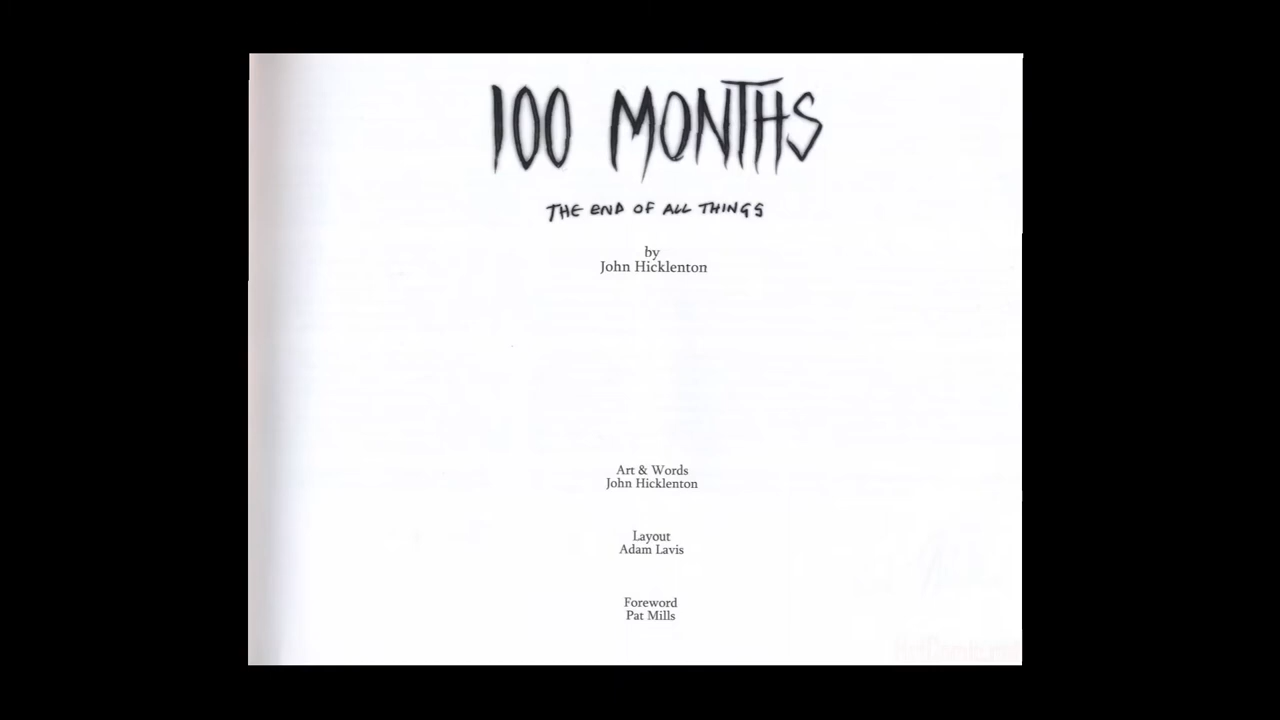 100 MONTHS
THE END OF ALL THINGS
by
John Hicklenton
Art & Words
John Hicklenton
Layout
Adam Lavis
Foreword
Pat Mills